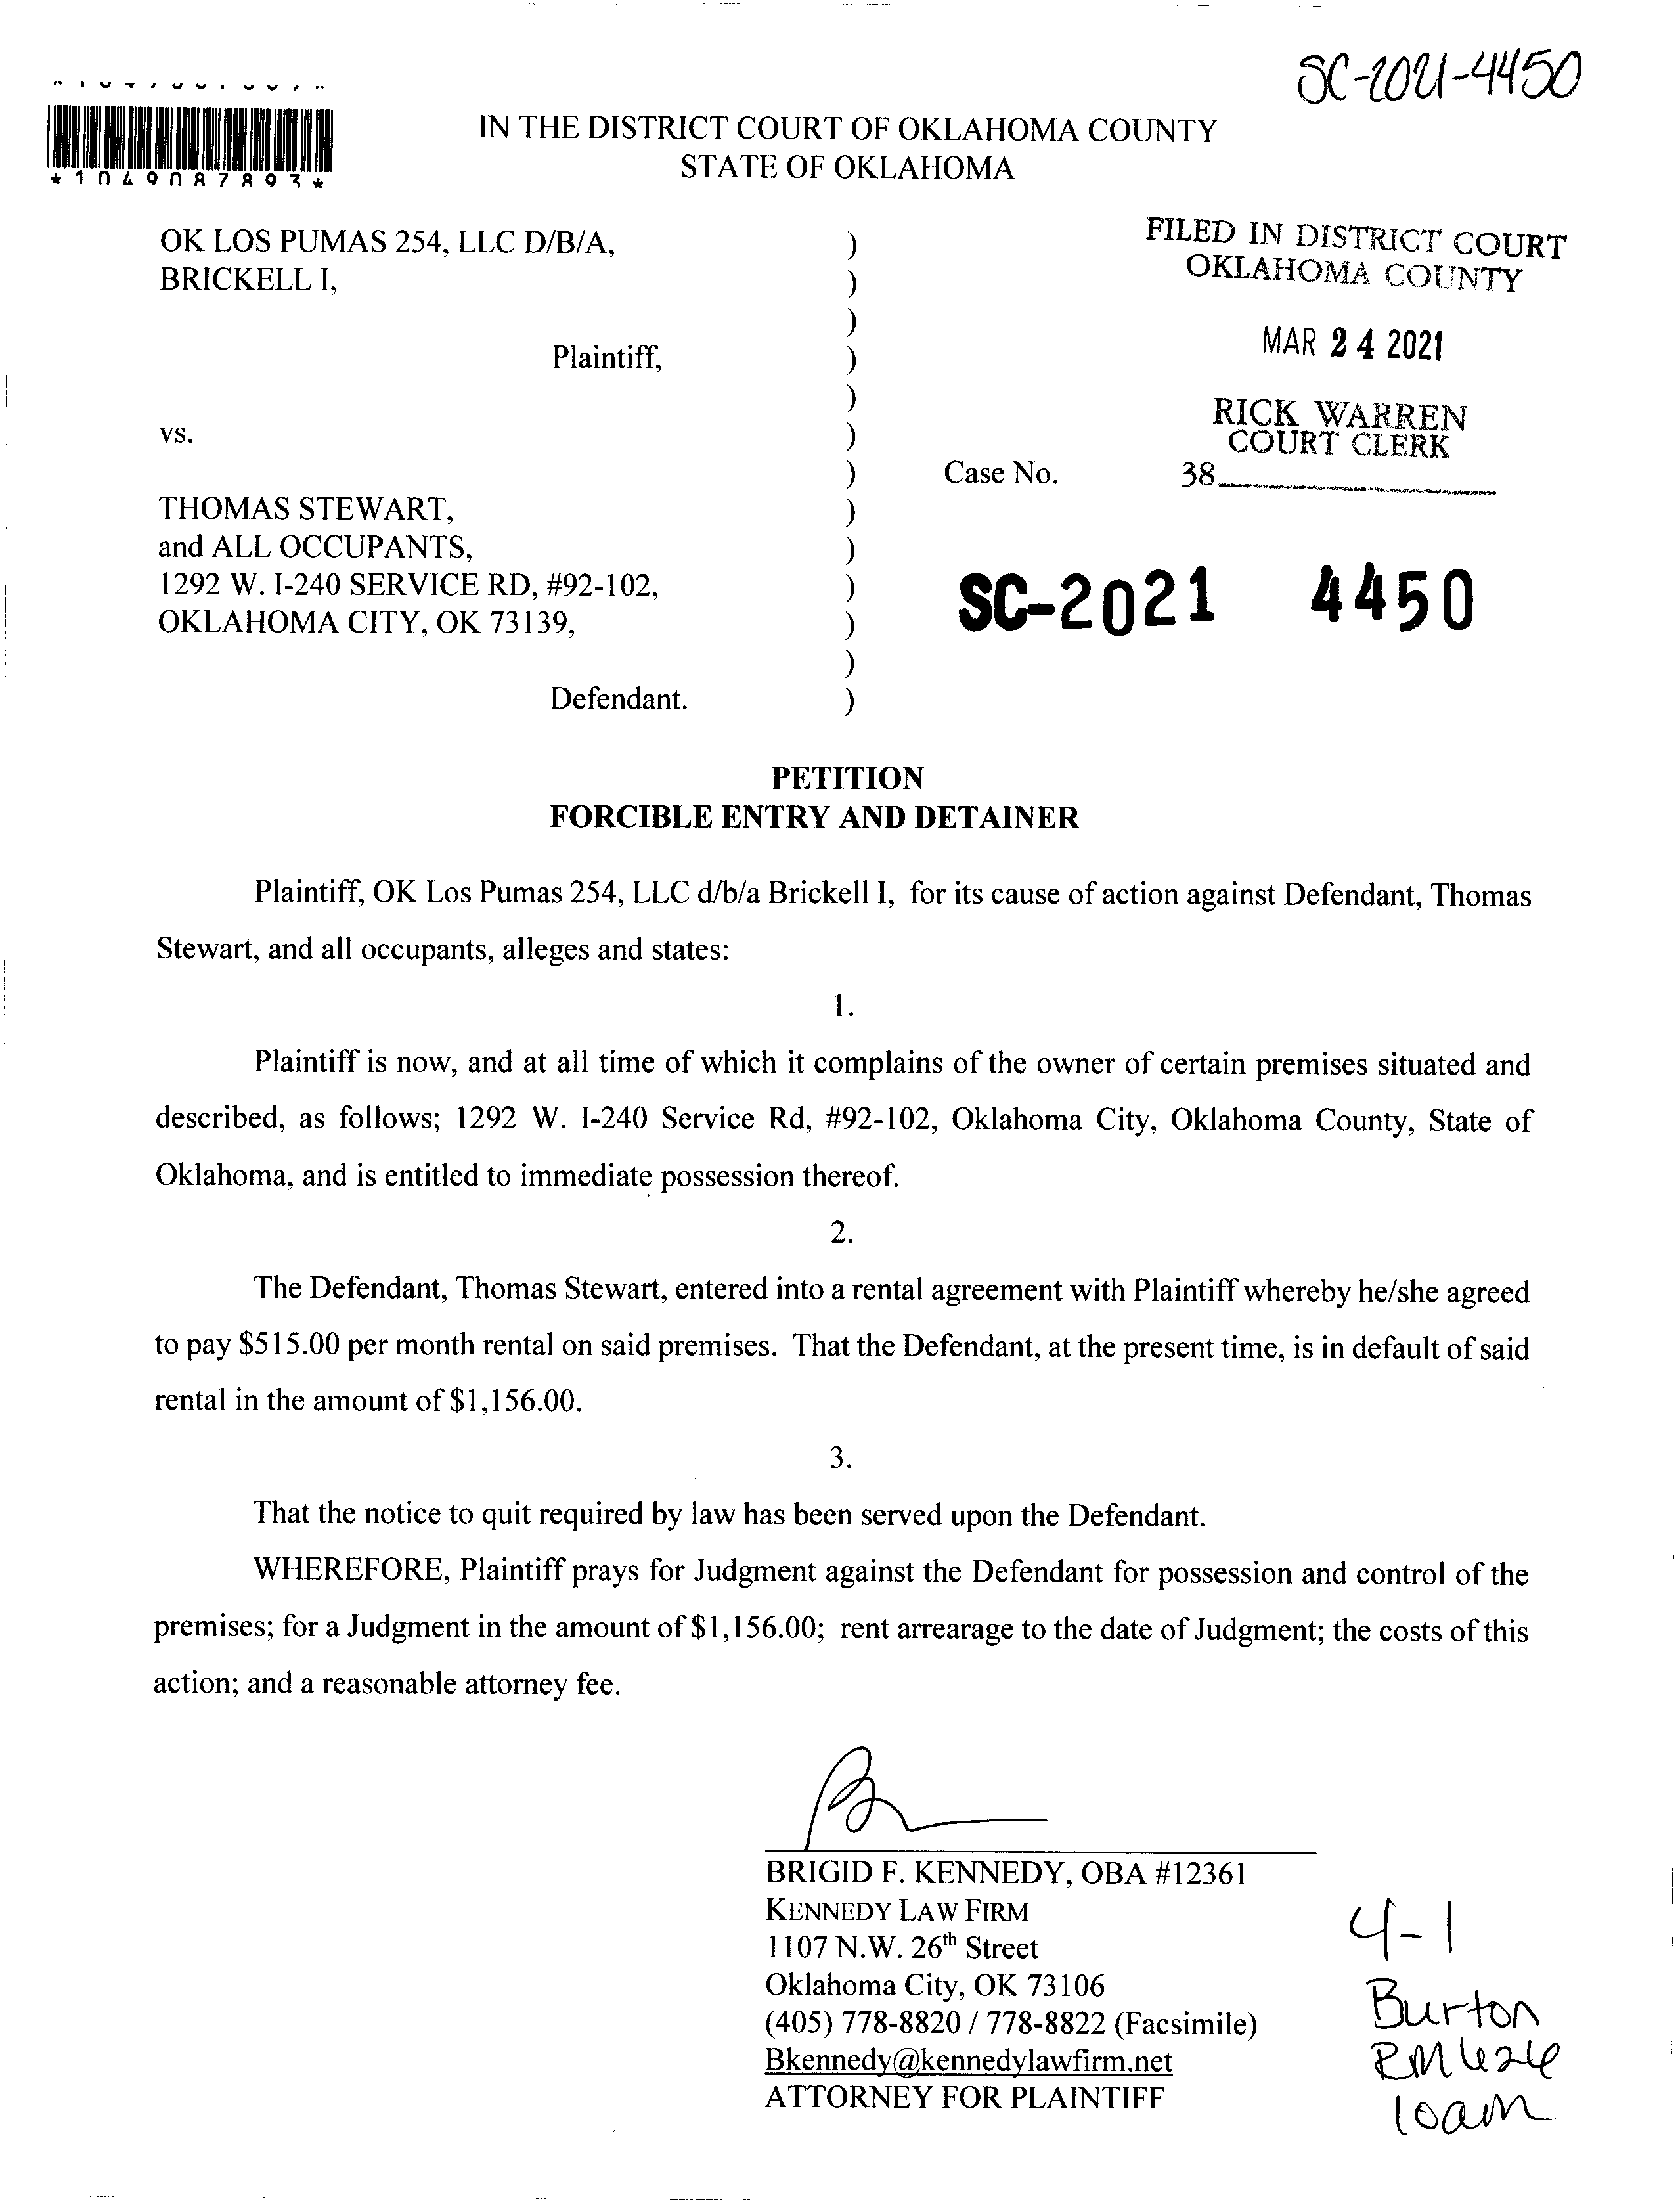 SC-2021-4450
*1049087893*
IN THE DISTRICT COURT OF OKLAHOMA COUNTY
STATE OF OKLAHOMA
OK LOS PUMAS 254, LLC D/B/A,
BRICKELL I,
Plaintiff,
vs.
THOMAS STEWART,
and ALL OCCUPANTS,
1292 W. I-240 SERVICE RD, #92-102,
OKLAHOMA CITY, OK 73139,
Defendant.
)
)
)
)
)
)
)
)
)
)
)
)
)
FILED IN DISTRICT COURT
OKLAHOMA COUNTY
MAR 24 2021
RICK WARREN
COURT CLERK
Case No. 38
SC-2021 4450
PETITION
FORCIBLE ENTRY AND DETAINER
Plaintiff, OK Los Pumas 254, LLC d/b/a Brickell I, for its cause of action against Defendant, Thomas
Stewart, and all occupants, alleges and states:
1.
Plaintiff is now, and at all time of which it complains of the owner of certain premises situated and
described, as follows; 1292 W. I-240 Service Rd, #92-102, Oklahoma City, Oklahoma County, State of
Oklahoma, and is entitled to immediate possession thereof.
2.
The Defendant, Thomas Stewart, entered into a rental agreement with Plaintiff whereby he/she agreed
to pay $515.00 per month rental on said premises. That the Defendant, at the present time, is in default of said
rental in the amount of $1,156.00.
3.
That the notice to quit required by law has been served upon the Defendant.
WHEREFORE, Plaintiff prays for Judgment against the Defendant for possession and control of the
premises; for a Judgment in the amount of $1,156.00; rent arrearage to the date of Judgment; the costs of this
action; and a reasonable attorney fee.
BRIGID F. KENNEDY, OBA #12361
KENNEDY LAW FIRM
1107 N.W. 26th Street
Oklahoma City, OK 73106
(405) 778-8820 / 778-8822 (Facsimile)
Bkennedy@kennedylawfirm.net
ATTORNEY FOR PLAINTIFF
4-1
Burton
RM
10am